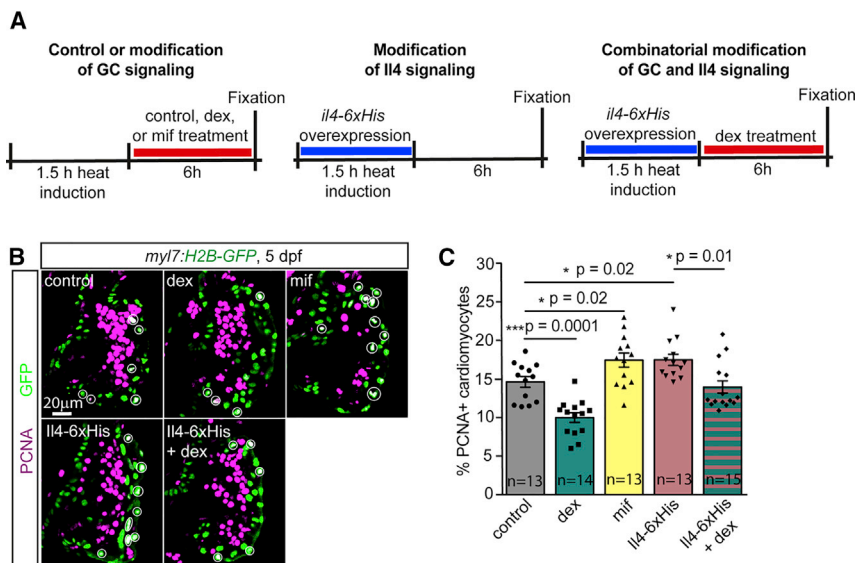 A
Control or modification
of GC signaling
control, dex,
or mif treatment
Fixation
1.5 h heat
induction
6h
Modification
of Il4 signaling
il4-6xHis
overexpression
Fixation
1.5 h heat
induction
6h
Combinatorial modification
of GC and Il4 signaling
il4-6xHis
overexpression
dex treatment
Fixation
1.5 h heat
induction
6h
B
myl7:H2B-GFP, 5 dpf
control
dex
mif
20μm
Il4-6xHis
Il4-6xHis
+ dex
PCNA GFP
C
% PCNA+ cardiomyocytes
30
25
20
15
10
5
0
* p = 0.02
* p = 0.01
* p = 0.02
***p = 0.0001
n=13
n=14
n=13
n=13
n=15
control
dex
mif
Il4-6xHis
Il4-6xHis
+ dex